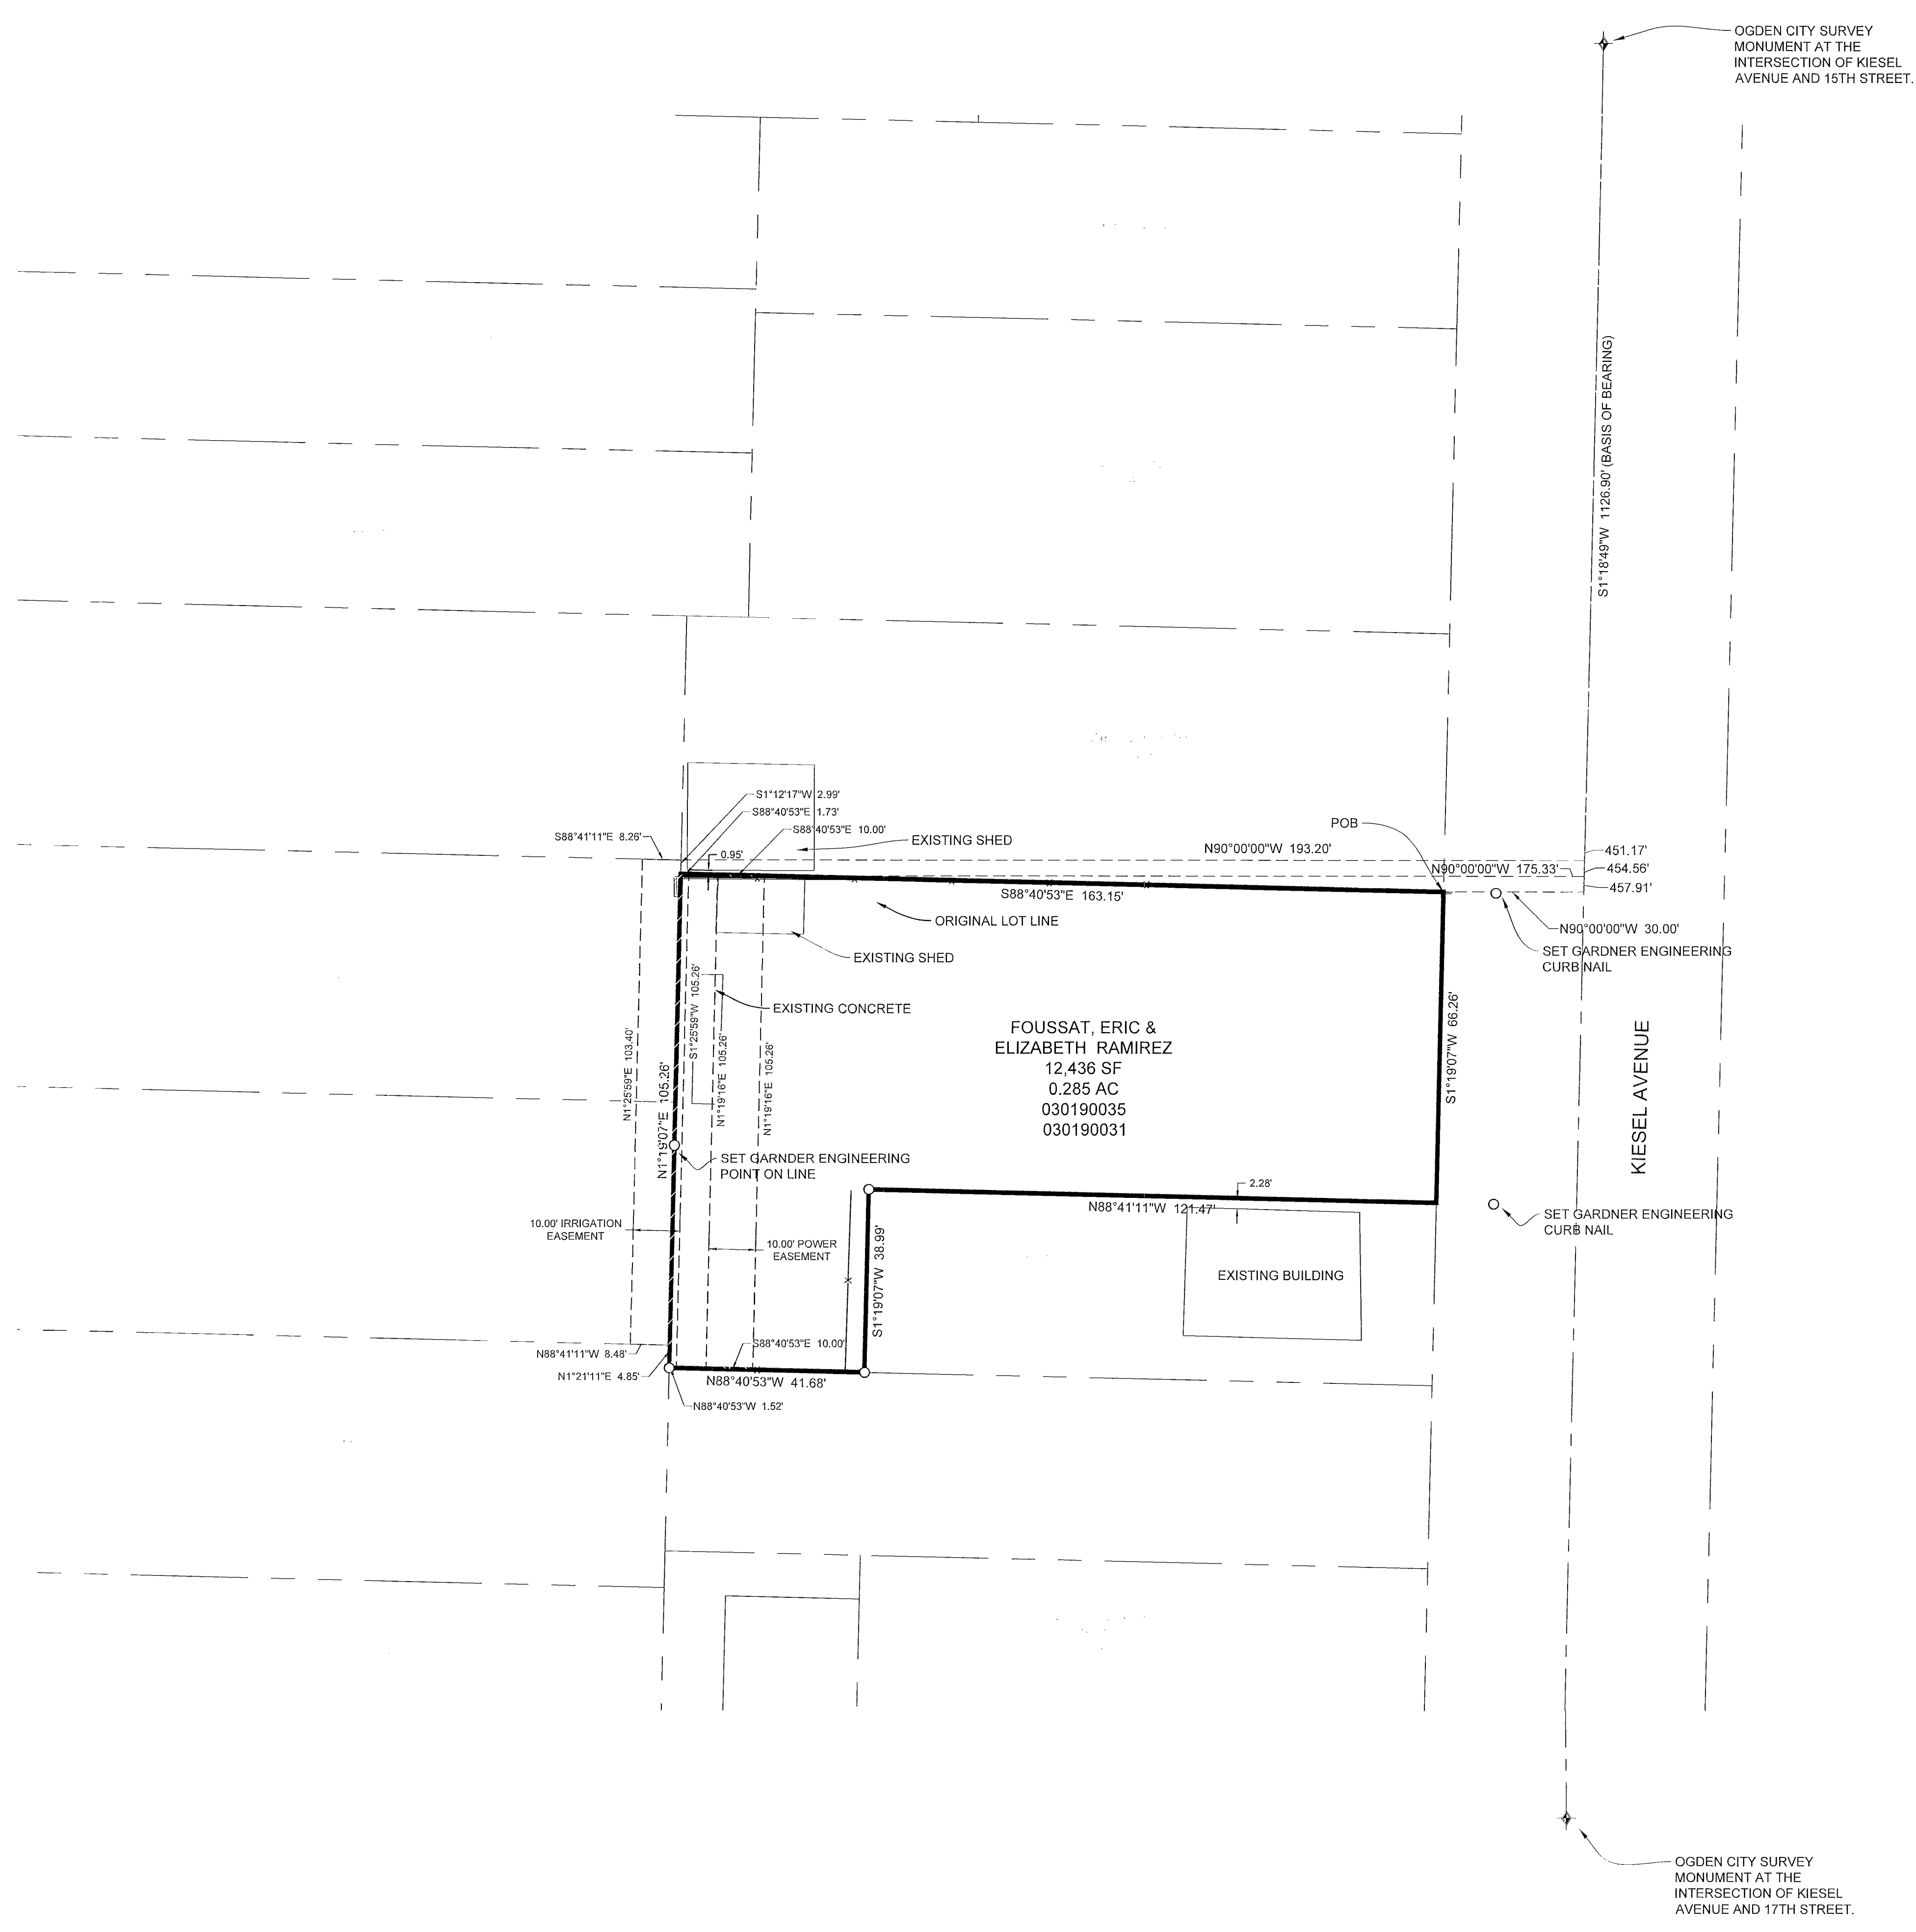 OGDEN CITY SURVEY
MONUMENT AT THE
INTERSECTION OF KIESEL
AVENUE AND 15TH STREET.
S1°18'49"W 1126.90' (BASIS OF BEARING)
S1°12'17"W 2.99'
S88°40'53"E 1.73'
S88°40'53"E 10.00'
S88°41'11"E 8.26'
EXISTING SHED
0.95'
POB
N90°00'00"W 193.20'
451.17'
N90°00'00"W 175.33'
454.56'
457.91'
S88°40'53"E 163.15'
ORIGINAL LOT LINE
N90°00'00"W 30.00'
SET GARDNER ENGINEERING
CURB NAIL
EXISTING SHED
EXISTING CONCRETE
S1°25'59"W 105.26'
N1°25'59"E 103.40'
N1°19'07"E 105.26'
N1°19'16"E 105.26'
N1°19'16"E 105.26'
FOUSSAT, ERIC &
ELIZABETH RAMIREZ
12,436 SF
0.285 AC
030190035
030190031
S1°19'07"W 66.26'
KIESEL AVENUE
SET GARNDER ENGINEERING
POINT ON LINE
2.28'
N88°41'11"W 121.47'
SET GARDNER ENGINEERING
CURB NAIL
10.00' IRRIGATION
EASEMENT
10.00' POWER
EASEMENT
S1°19'07"W 38.99'
EXISTING BUILDING
S88°40'53"E 10.00'
N88°41'11"W 8.48'
N1°21'11"E 4.85'
N88°40'53"W 41.68'
N88°40'53"W 1.52'
OGDEN CITY SURVEY
MONUMENT AT THE
INTERSECTION OF KIESEL
AVENUE AND 17TH STREET.